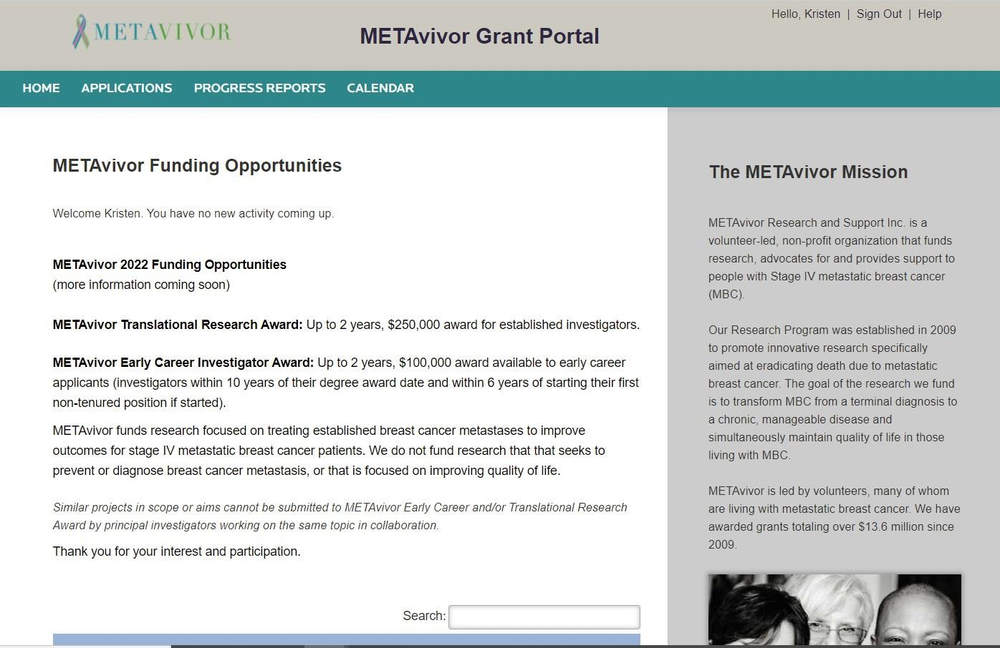 METAVIVOR
METAvivor Grant Portal
Hello, Kristen | Sign Out | Help
HOME APPLICATIONS PROGRESS REPORTS CALENDAR
METAvivor Funding Opportunities
Welcome Kristen. You have no new activity coming up.
METAvivor 2022 Funding Opportunities
(more information coming soon)
METAvivor Translational Research Award: Up to 2 years, $250,000 award for established investigators.
METAvivor Early Career Investigator Award: Up to 2 years, $100,000 award available to early career
applicants (investigators within 10 years of their degree award date and within 6 years of starting their first
non-tenured position if started).
METAvivor funds research focused on treating established breast cancer metastases to improve
outcomes for stage IV metastatic breast cancer patients. We do not fund research that that seeks to
prevent or diagnose breast cancer metastasis, or that is focused on improving quality of life.
Similar projects in scope or aims cannot be submitted to METAvivor Early Career and/or Translational Research
Award by principal investigators working on the same topic in collaboration.
Thank you for your interest and participation.
Search:
The METAvivor Mission
METAvivor Research and Support Inc. is a
volunteer-led, non-profit organization that funds
research, advocates for and provides support to
people with Stage IV metastatic breast cancer
(MBC).
Our Research Program was established in 2009
to promote innovative research specifically
aimed at eradicating death due to metastatic
breast cancer. The goal of the research we fund
is to transform MBC from a terminal diagnosis to
a chronic, manageable disease and
simultaneously maintain quality of life in those
living with MBC.
METAvivor is led by volunteers, many of whom
are living with metastatic breast cancer. We have
awarded grants totaling over $13.6 million since
2009.